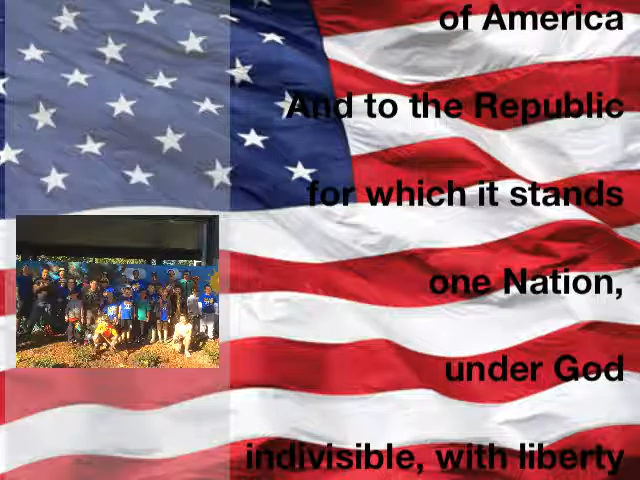 of America
And to the Republic
for which it stands
one Nation,
under God
indivisible, with liberty